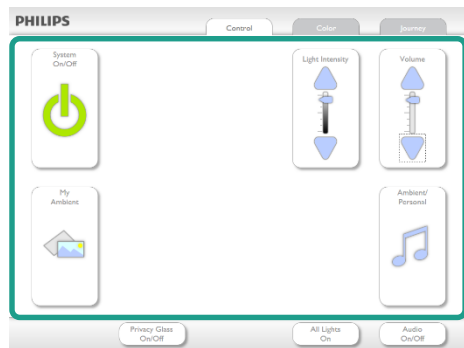 PHILIPS
Control
Color
Journey
System
On/Off
Light Intensity
Volume
My
Ambient
Ambient/
Personal
Privacy Glass
On/Off
All Lights
On
Audio
On/Off